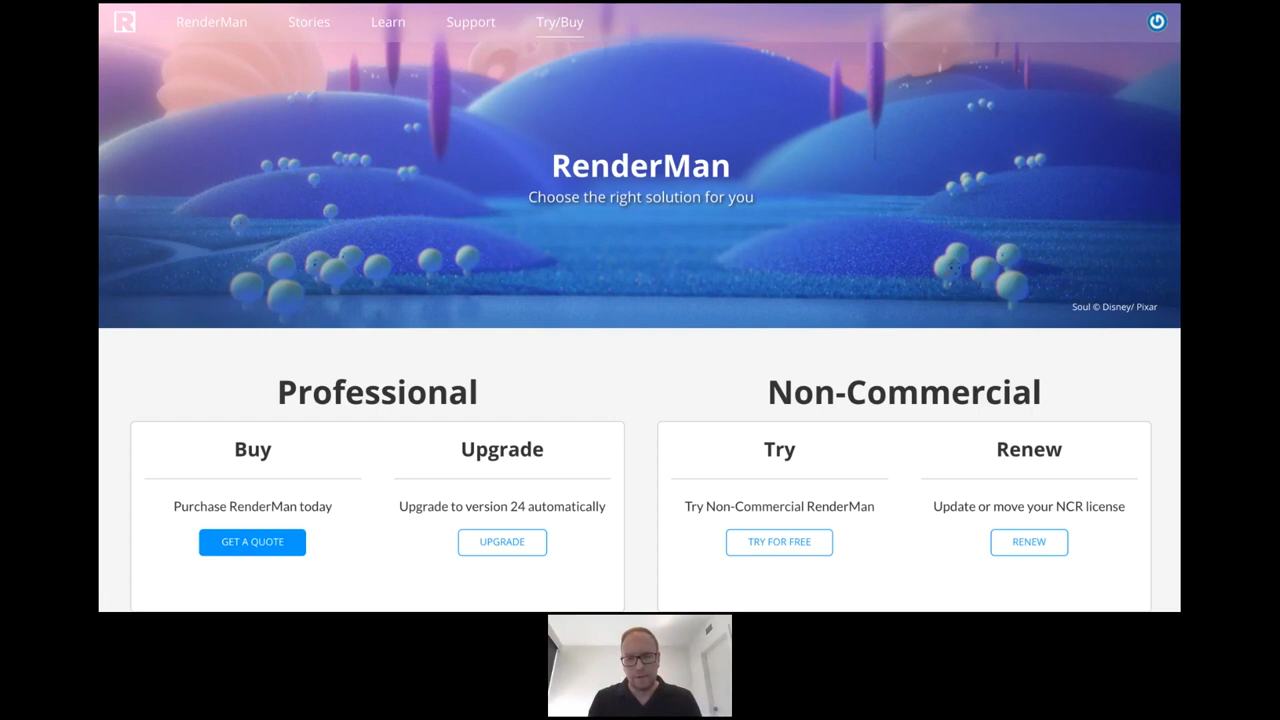 R RenderMan Stories Learn Support Try/Buy
RenderMan
Choose the right solution for you
Soul © Disney/ Pixar
Professional
Buy
Purchase RenderMan today
GET A QUOTE
Upgrade
Upgrade to version 24 automatically
UPGRADE
Non-Commercial
Try
Try Non-Commercial RenderMan
TRY FOR FREE
Renew
Update or move your NCR license
RENEW